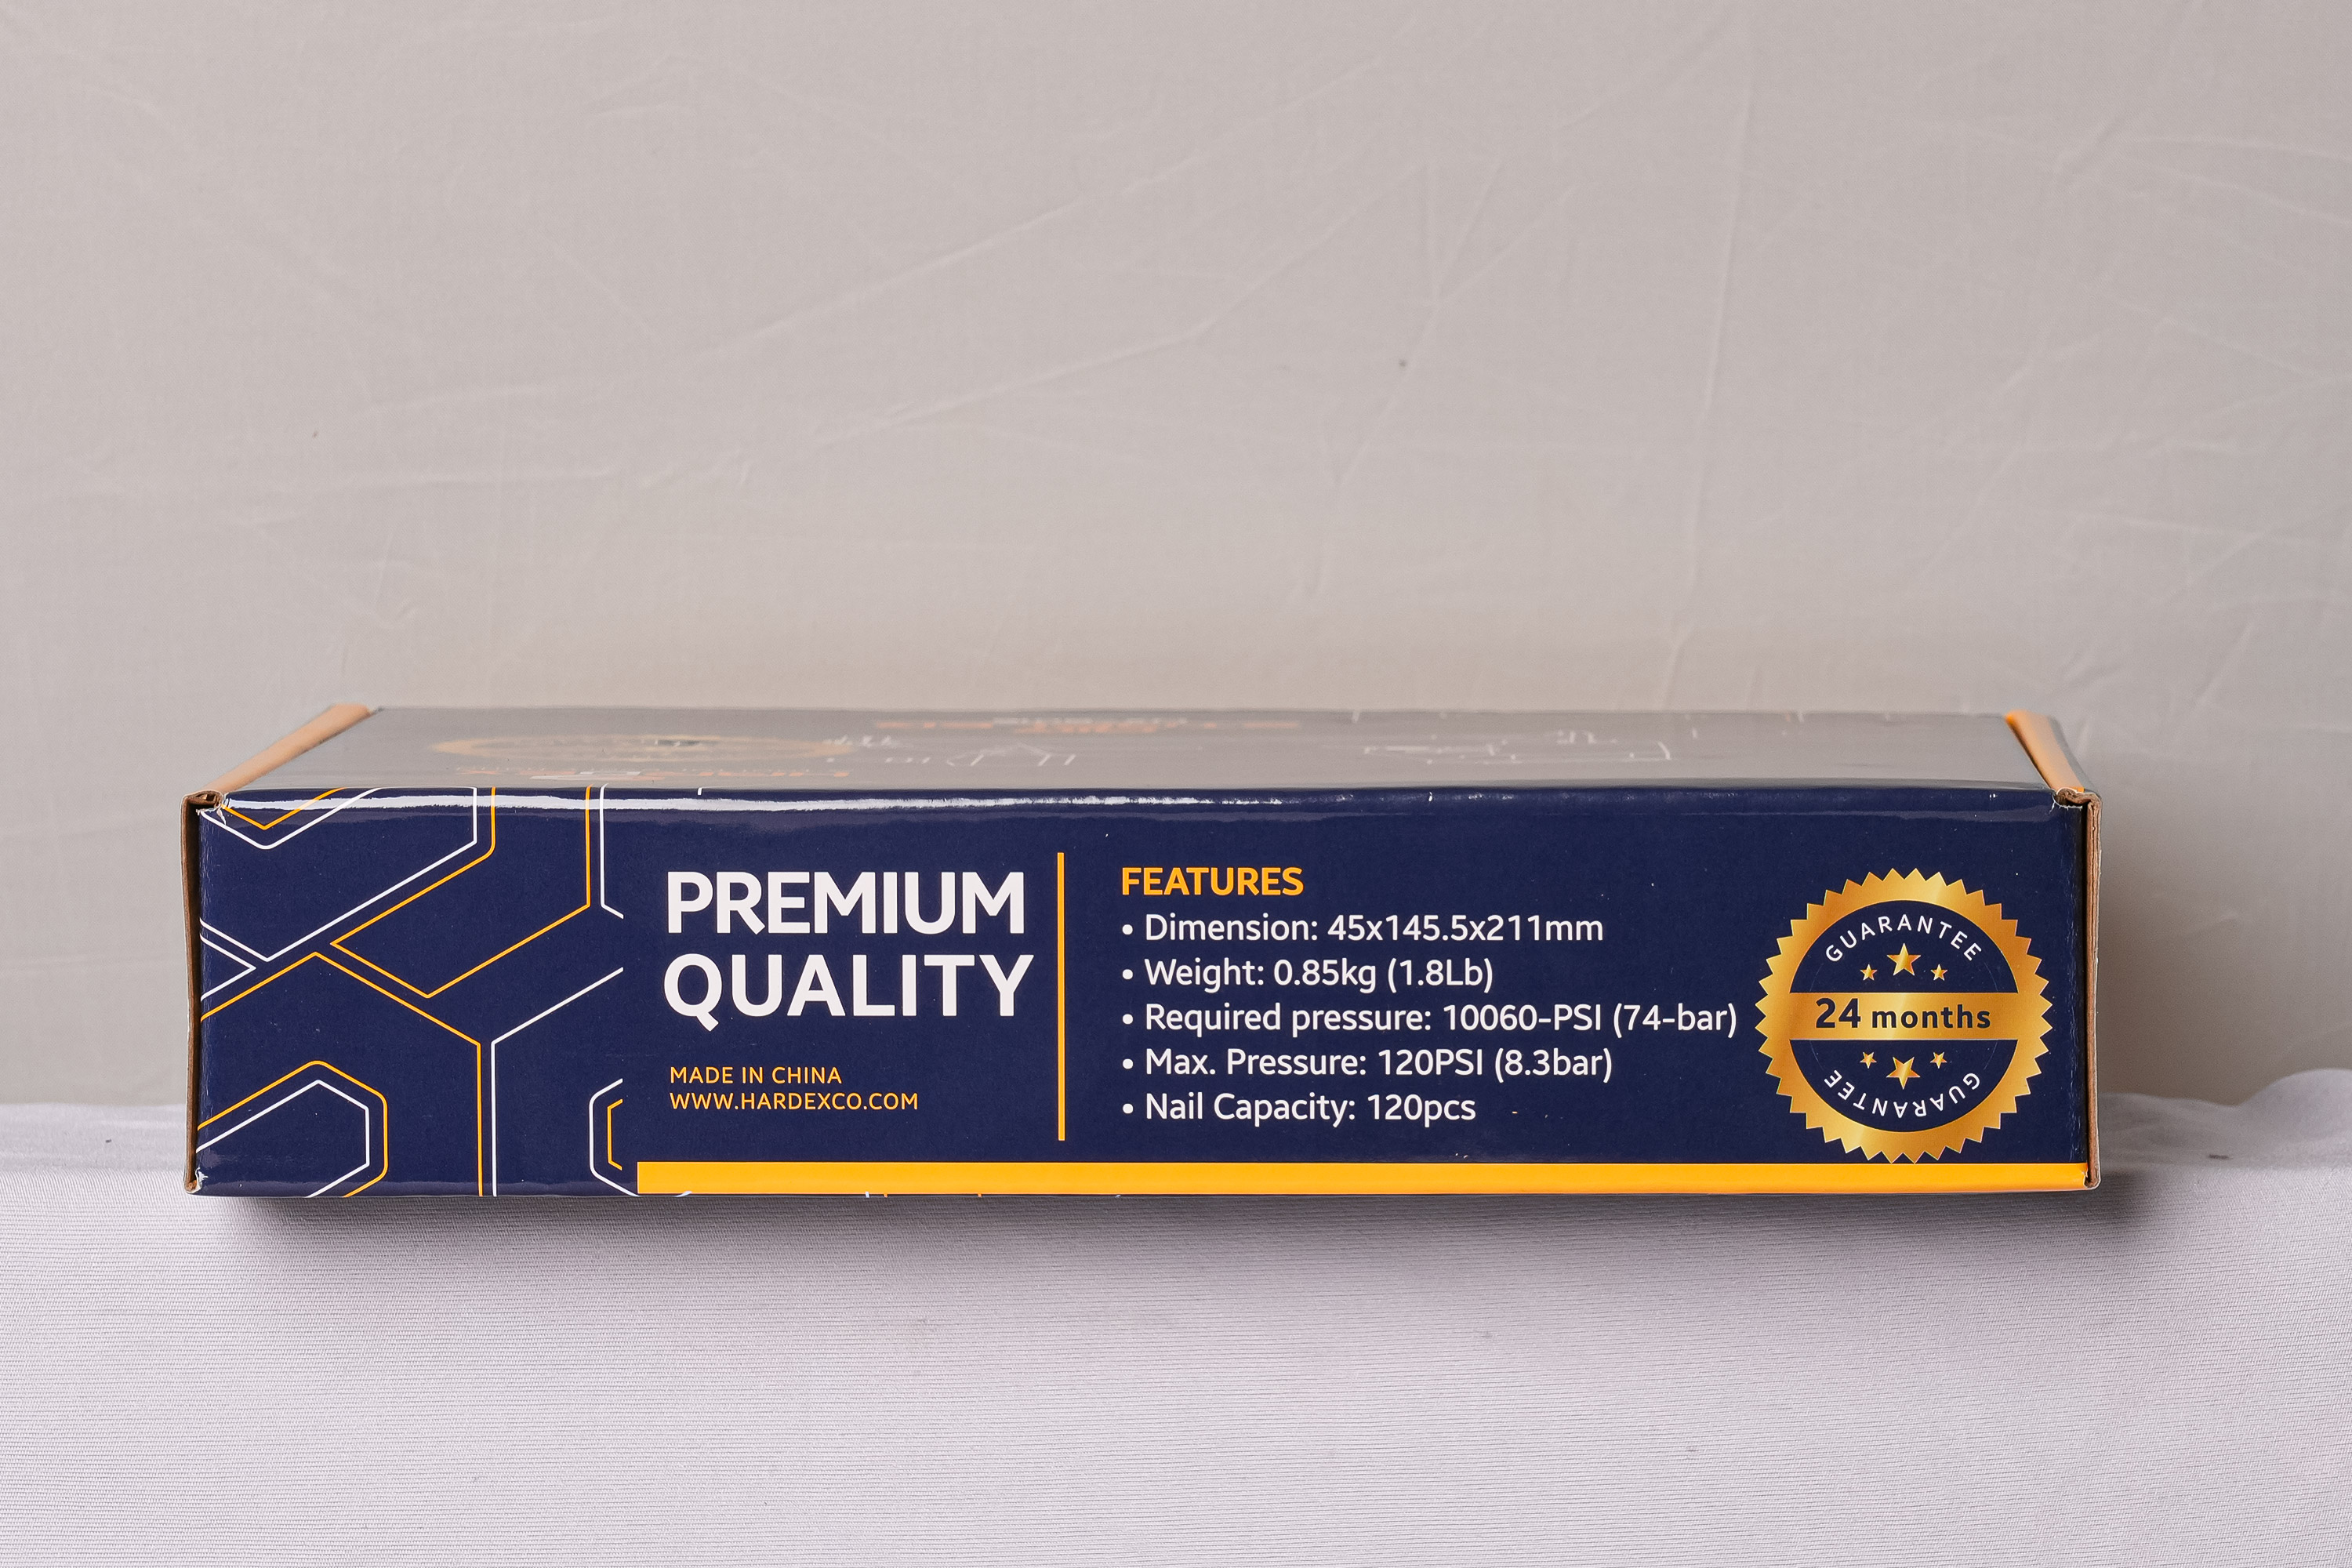 PREMIUM
QUALITY
MADE IN CHINA
WWW.HARDEXCO.COM
FEATURES
• Dimension: 45x145.5x211mm
• Weight: 0.85kg (1.8Lb)
• Required pressure: 10060-PSI (74-bar)
• Max. Pressure: 120PSI (8.3bar)
• Nail Capacity: 120pcs
GUARANTEE
24 months
GUARANTEE